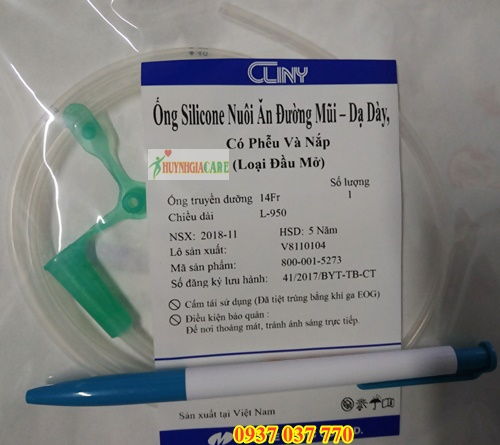 CLINY
Ống Silicone Nuôi Ăn Đường Mũi – Dạ Dày,
Có Phễu Và Nắp
(Loại Đầu Mở)
HUYNHGIACARE
Số lượng
Ống truyền dưỡng 14Fr 1
Chiều dài L-950
NSX: 2018-11 HSD: 5 Năm
Lô sản xuất: V8110104
Mã sản phẩm: 800-001-5273
Số đăng ký lưu hành: 41/2017/BYT-TB-CT
Cấm tái sử dụng (Đã tiệt trùng bằng khí ga EOG)
Điều kiện bảo quản :
Để nơi thoáng mát, tránh ánh sáng trực tiếp.
Sản xuất tại Việt Nam
0937 037 770